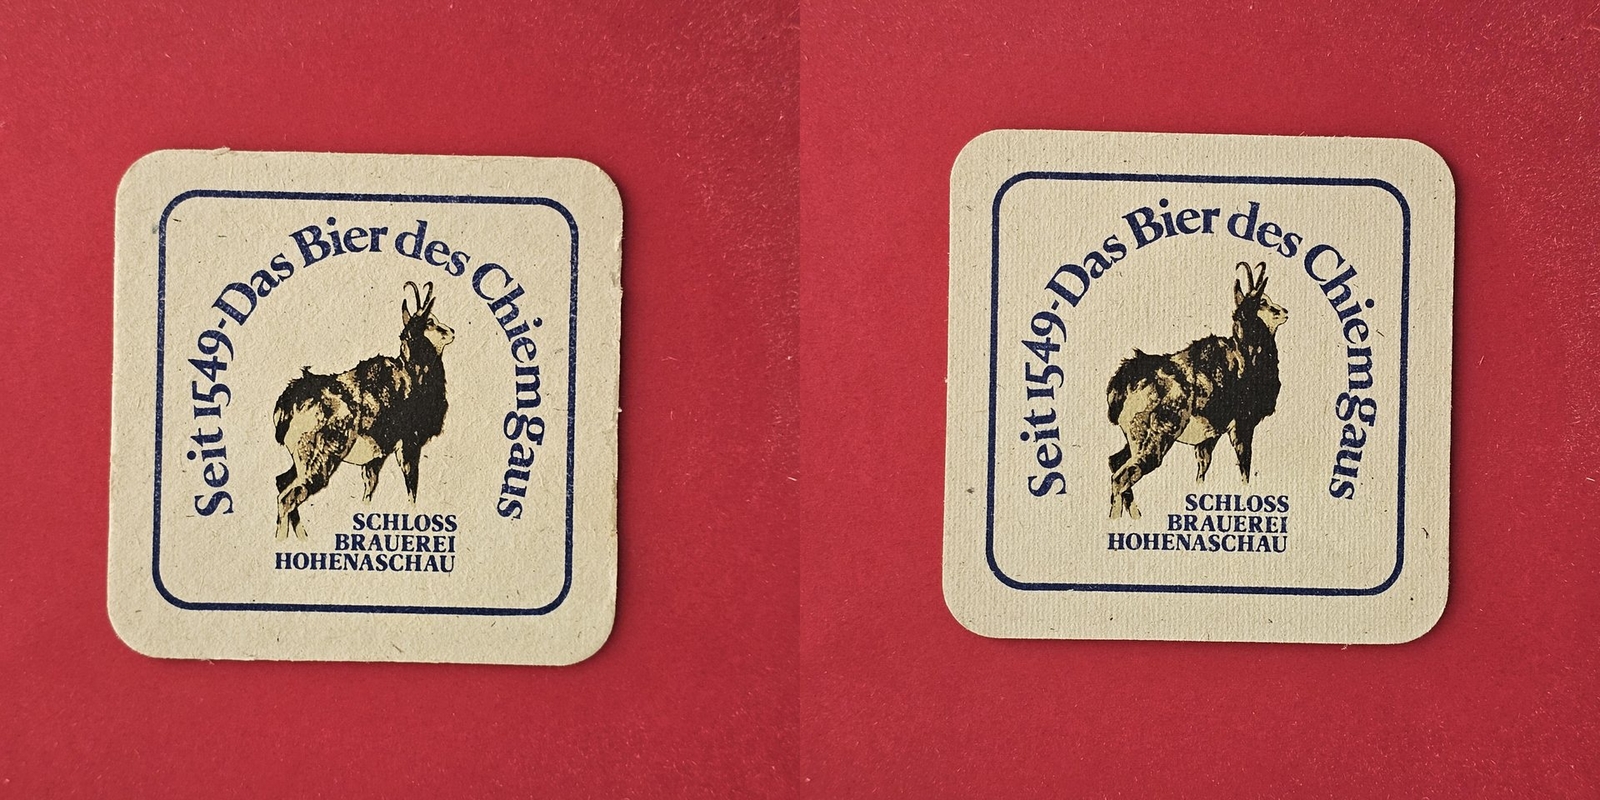 Seit 1549-Das Bier des Chiemgaus
SCHLOSS
BRAUEREI
HOHENASCHAU
Seit 1549-Das Bier des Chiemgaus
SCHLOSS
BRAUEREI
HOHENASCHAU